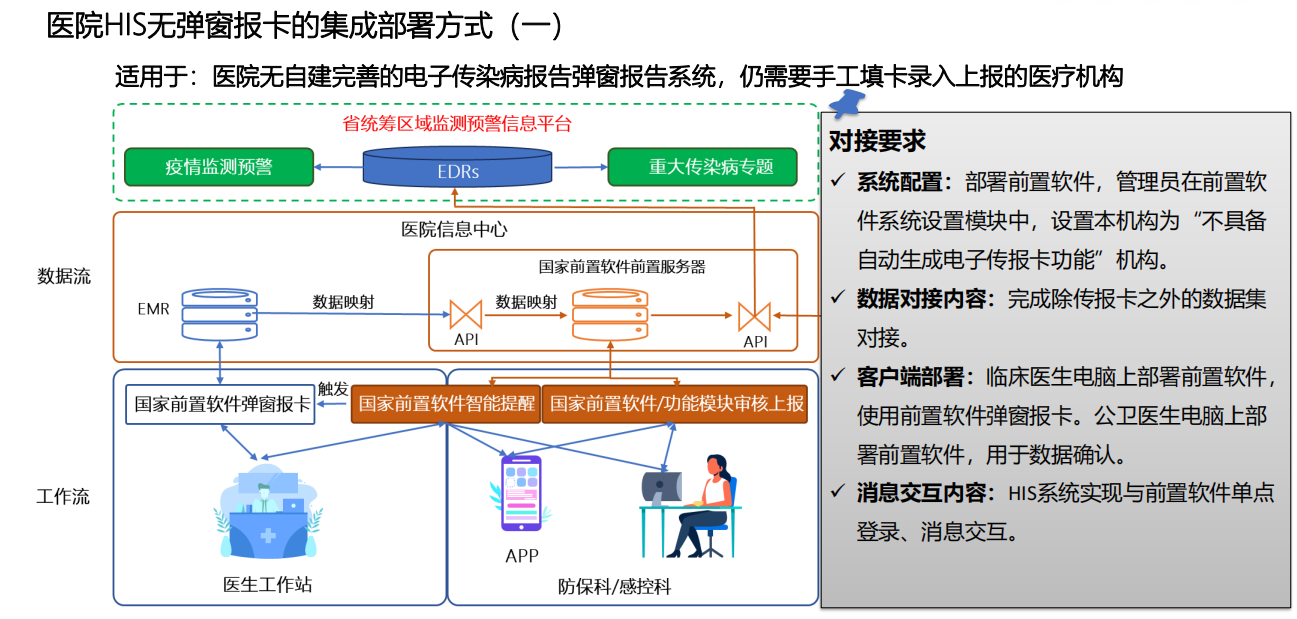 医院HIS无弹窗报卡的集成部署方式（一）
适用于：医院无自建完善的电子传染病报告弹窗报告系统，仍需要手工填卡录入上报的医疗机构
省统筹区域监测预警信息平台
疫情监测预警
EDRs
重大传染病专题
医院信息中心
国家前置软件前置服务器
数据流
EMR
数据映射
API
数据映射
API
国家前置软件弹窗报卡
触发
国家前置软件智能提醒
国家前置软件/功能模块审核上报
工作流
医生工作站
APP
防保科/感控科
对接要求
✓ 系统配置：部署前置软件，管理员在前置软
件系统设置模块中，设置本机构为“不具备
自动生成电子传报卡功能”机构。
✓ 数据对接内容：完成除传报卡之外的数据集
对接。
✓ 客户端部署：临床医生电脑上部署前置软件，
使用前置软件弹窗报卡。公卫医生电脑上部
署前置软件，用于数据确认。
✓ 消息交互内容：HIS系统实现与前置软件单点
登录、消息交互。